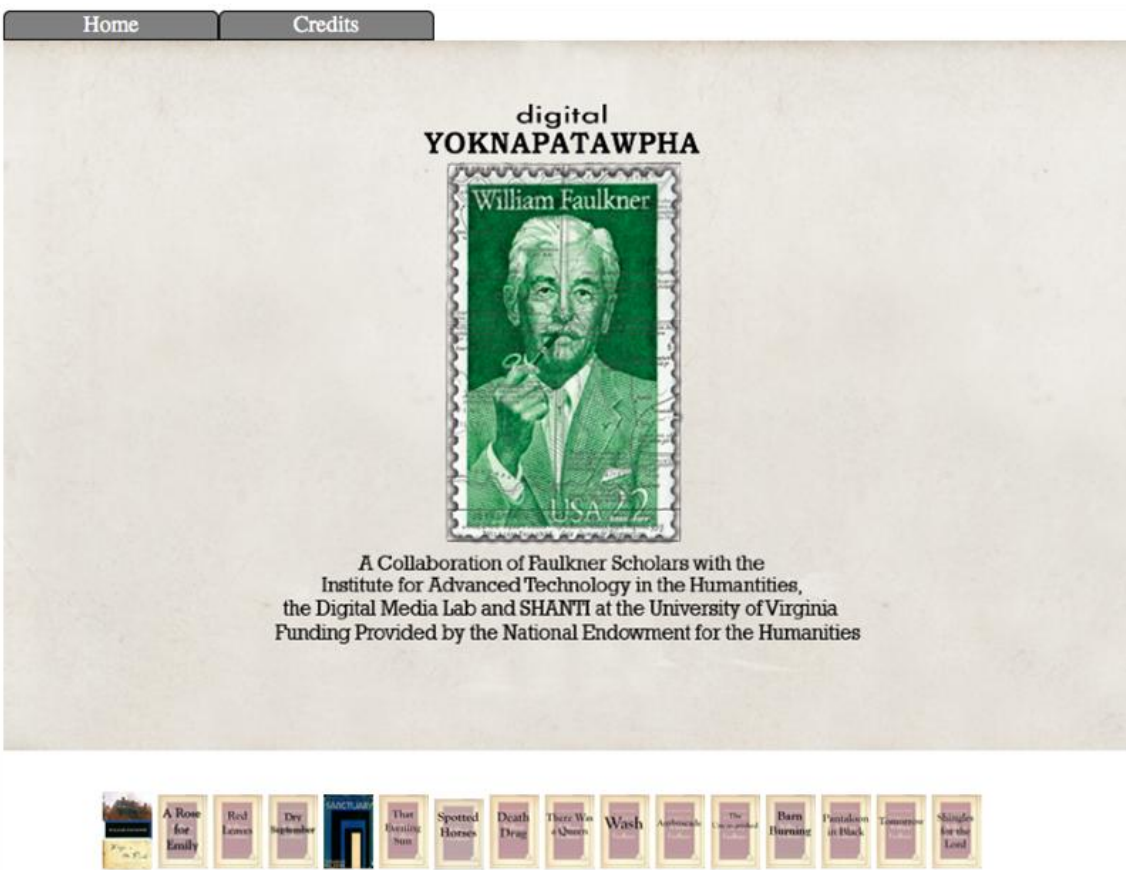 Home
Credits
digital
YOKNAPATAWPHA
William Faulkner
USA 22
A Collaboration of Faulkner Scholars with the
Institute for Advanced Technology in the Humantities,
the Digital Media Lab and SHANTI at the University of Virginia
Funding Provided by the National Endowment for the Humanities
A Rose
for
Emily
Red
Leaves
Dry
September
SANCTUARY
That
Evening
Sun
Spotted
Horses
Death
Drag
There Was
a Queen
Wash
Ambuscade
The
Unvanquished
Barn
Burning
Pantaloon
in Black
Tomorrow
Shingles
for the
Lord